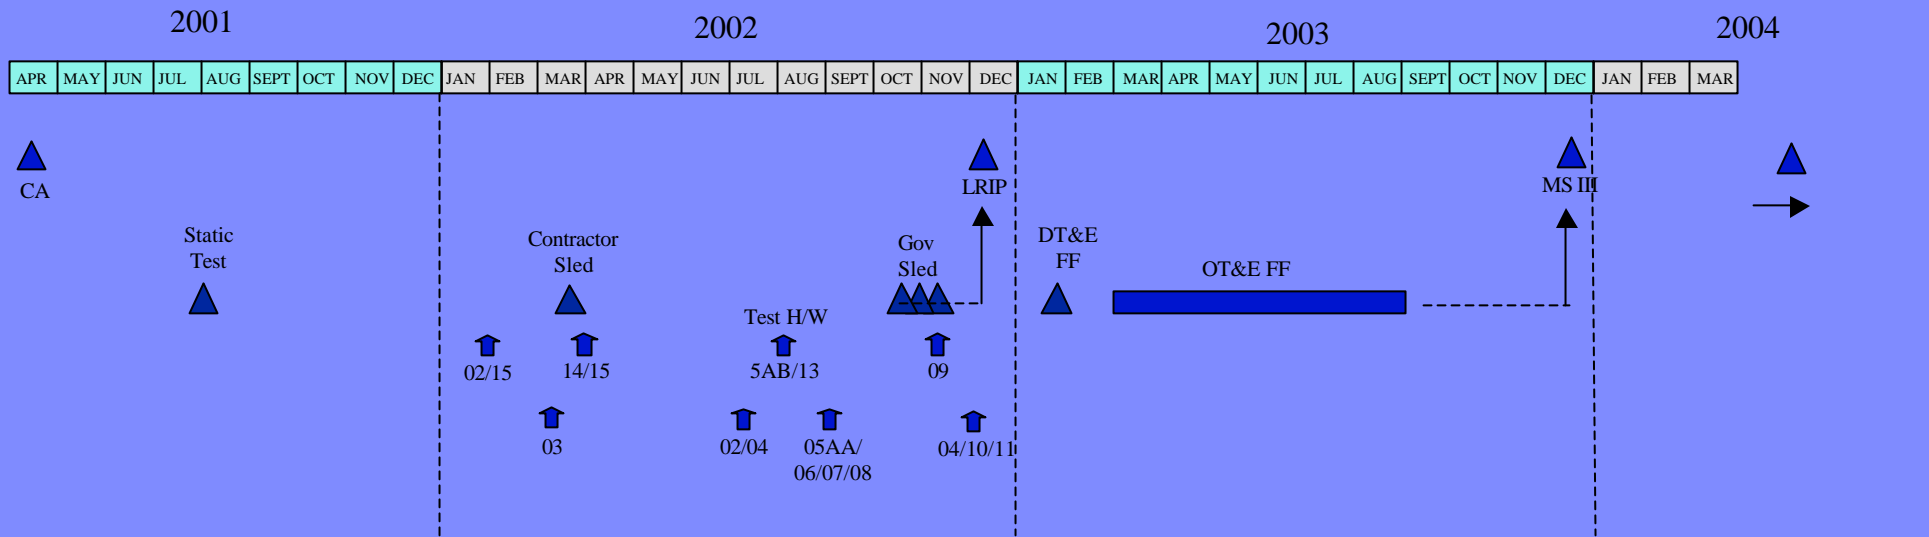 2001
2002
2003
2004
APR MAY JUN JUL AUG SEPT OCT NOV DEC JAN FEB MAR APR MAY JUN JUL AUG SEPT OCT NOV DEC JAN FEB MAR APR MAY JUN JUL AUG SEPT OCT NOV DEC JAN FEB MAR
CA
LRIP
MS III
Static
Test
Contractor
Sled
Gov
Sled
DT&E
FF
OT&E FF
Test H/W
02/15
14/15
5AB/13
09
03
02/04
05AA/
06/07/08
04/10/11